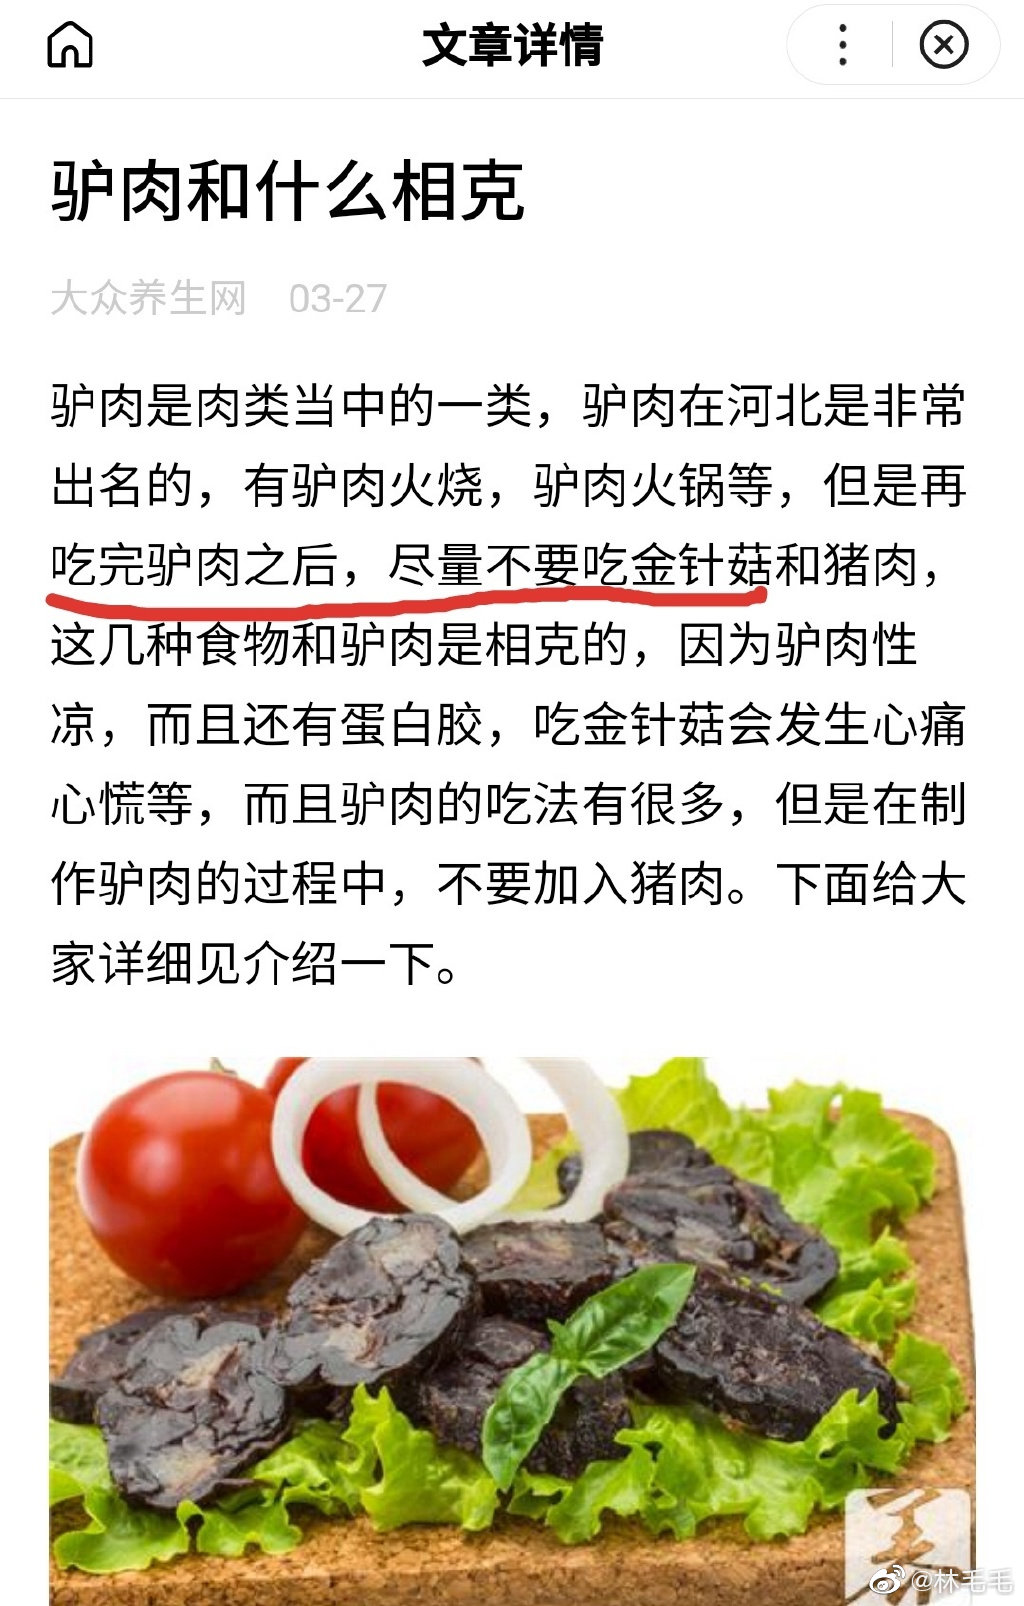 文章详情
驴肉和什么相克
大众养生网 03-27
驴肉是肉类当中的一类，驴肉在河北是非常
出名的，有驴肉火烧，驴肉火锅等，但是再
吃完驴肉之后，尽量不要吃金针菇和猪肉，
这几种食物和驴肉是相克的，因为驴肉性
凉，而且还有蛋白胶，吃金针菇会发生心痛
心慌等，而且驴肉的吃法有很多，但是在制
作驴肉的过程中，不要加入猪肉。下面给大
家详细见介绍一下。
@林毛毛